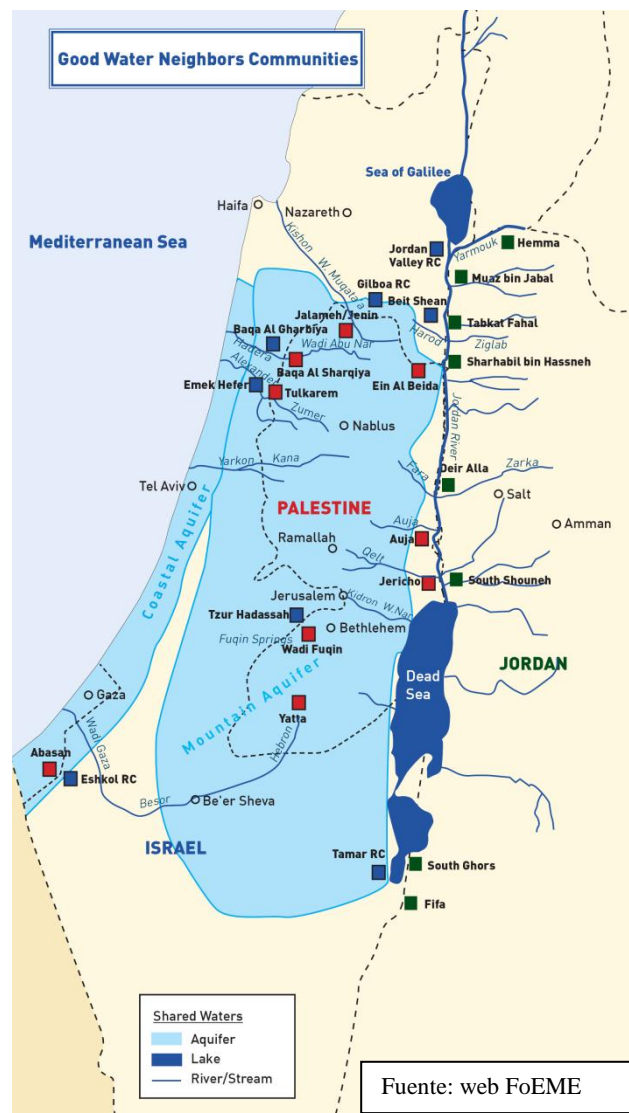 Good Water Neighbors Communities
Sea of Galilee
Haifa
Nazareth
Mediterranean Sea
Kishon
W. Muqata'a
Jordan
Valley RC
Yarmouk
Hemma
Muaz bin Jabal
Gilboa RC
Beit Shean
Jalameh/Jenin
Baqa Al Gharbiya
Hadera
Wadi Abu Nar
Harod
Tabkat Fahal
Ziglab
Baqa Al Sharqiya
Sharhabil bin Hassneh
Alexander
Emek Hefer
Tulkarem
Ein Al Beida
Zumer
Nablus
Jordan River
Yarkon
Kana
Fara
Deir Alla
Zarka
Tel Aviv
Salt
PALESTINE
Auja
Amman
Ramallah
Auja
Qelt
Coastal Aquifer
Jericho
South Shouneh
Jerusalem
Kidron W.Nar
Tzur Hadassah
Bethlehem
Fuqin Springs
Wadi Fuqin
JORDAN
Dead
Sea
Mountain Aquifer
Gaza
Yatta
Wadi Gaza
Hebron
Abasan
Eshkol RC
Besor
Be'er Sheva
ISRAEL
Tamar RC
South Ghors
Fifa
Shared Waters
Aquifer
Lake
River/Stream
Fuente: web FoEME